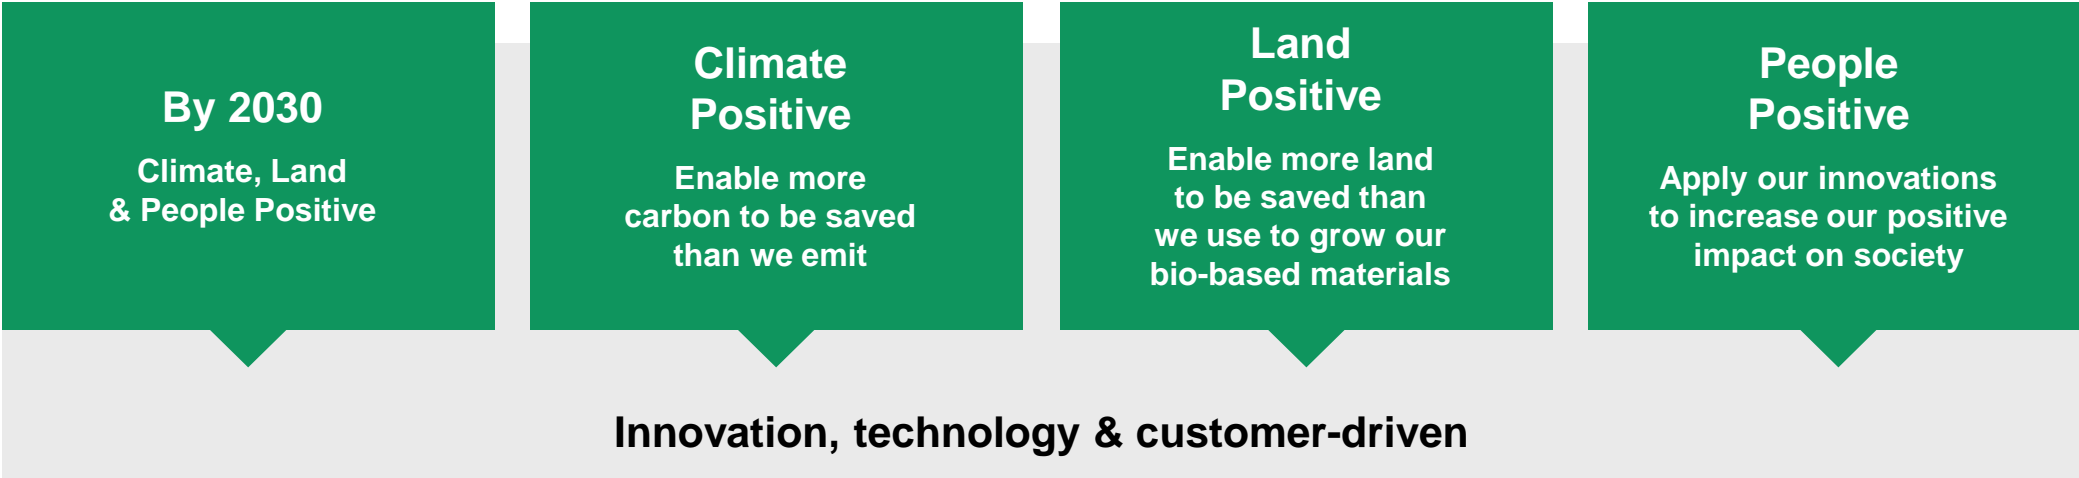 By 2030
Climate, Land
& People Positive
Climate
Positive
Enable more
carbon to be saved
than we emit
Land
Positive
Enable more land
to be saved than
we use to grow our
bio-based materials
People
Positive
Apply our innovations
to increase our positive
impact on society
Innovation, technology & customer-driven